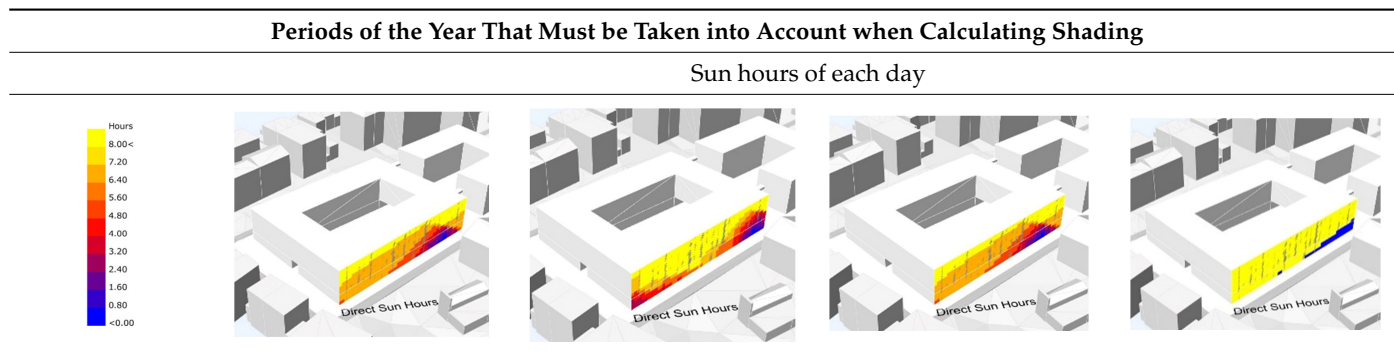 Periods of the Year That Must be Taken into Account when Calculating Shading
Sun hours of each day
Hours
8.00<
7.20
6.40
5.60
4.80
4.00
3.20
2.40
1.60
0.80
<0.00
Direct Sun Hours
Direct Sun Hours
Direct Sun Hours
Direct Sun Hours